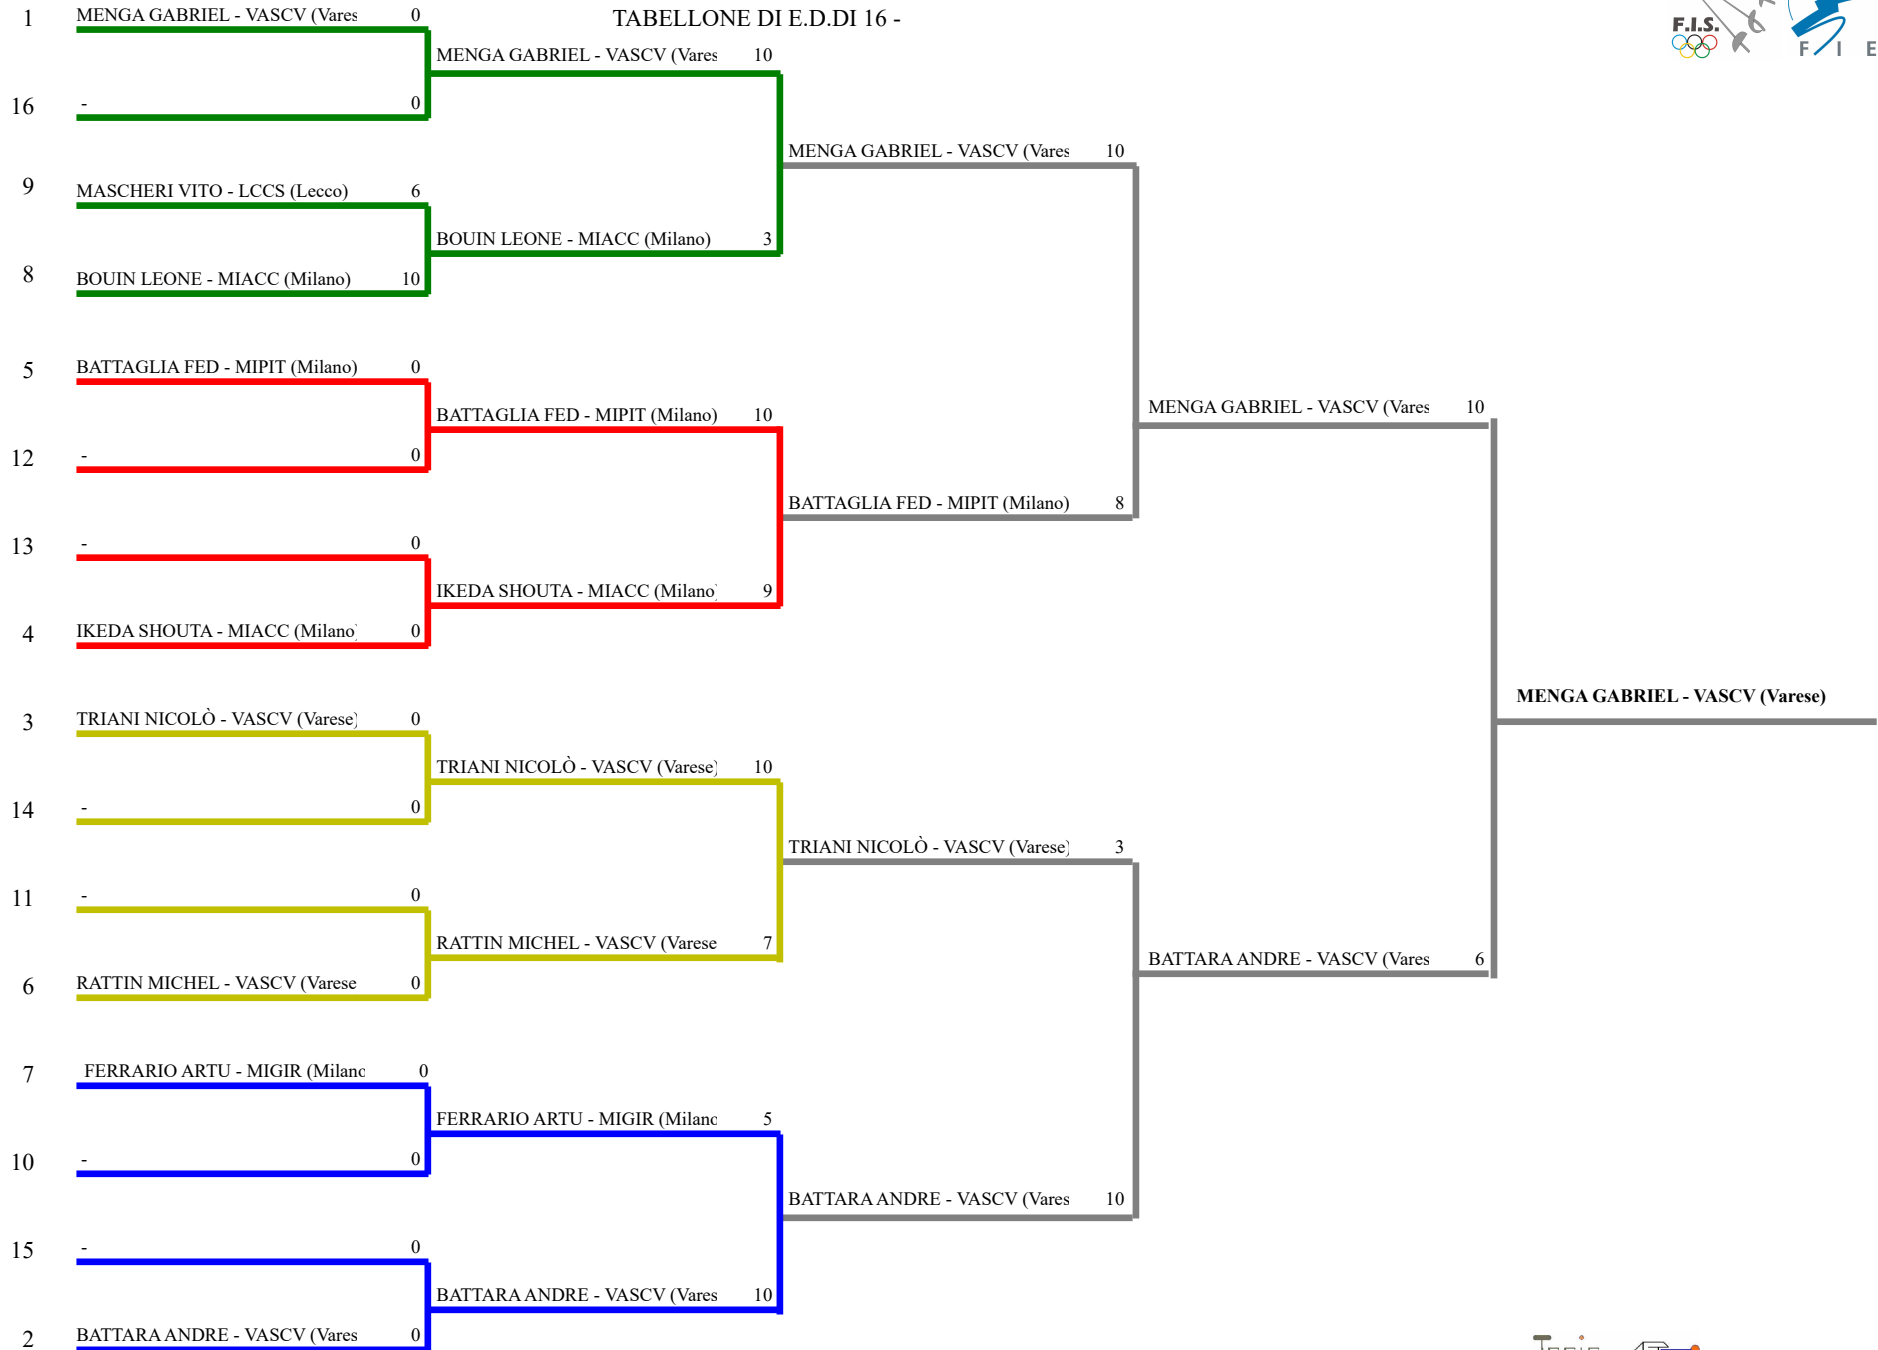 1 MENGA GABRIEL - VASCV (Vares 0
TABELLONE DI E.D.DI 16 -
F.I.S.
F I E
MENGA GABRIEL - VASCV (Vares 10
16 - 0
MENGA GABRIEL - VASCV (Vares 10
9 MASCHERI VITO - LCCS (Lecco) 6
BOUIN LEONE - MIACC (Milano) 3
8 BOUIN LEONE - MIACC (Milano) 10
5 BATTAGLIA FED - MIPIT (Milano) 0
BATTAGLIA FED - MIPIT (Milano) 10
MENGA GABRIEL - VASCV (Vares 10
12 - 0
BATTAGLIA FED - MIPIT (Milano) 8
13 - 0
IKEDA SHOUTA - MIACC (Milano) 9
4 IKEDA SHOUTA - MIACC (Milano) 0
MENGA GABRIEL - VASCV (Varese)
3 TRIANI NICOLÒ - VASCV (Varese) 0
TRIANI NICOLÒ - VASCV (Varese) 10
14 - 0
TRIANI NICOLÒ - VASCV (Varese) 3
11 - 0
RATTIN MICHEL - VASCV (Varese 7
BATTARA ANDRE - VASCV (Vares 6
6 RATTIN MICHEL - VASCV (Varese 0
7 FERRARIO ARTU - MIGIR (Milano 0
FERRARIO ARTU - MIGIR (Milano 5
10 - 0
BATTARA ANDRE - VASCV (Vares 10
15 - 0
BATTARA ANDRE - VASCV (Vares 10
2 BATTARA ANDRE - VASCV (Vares 0